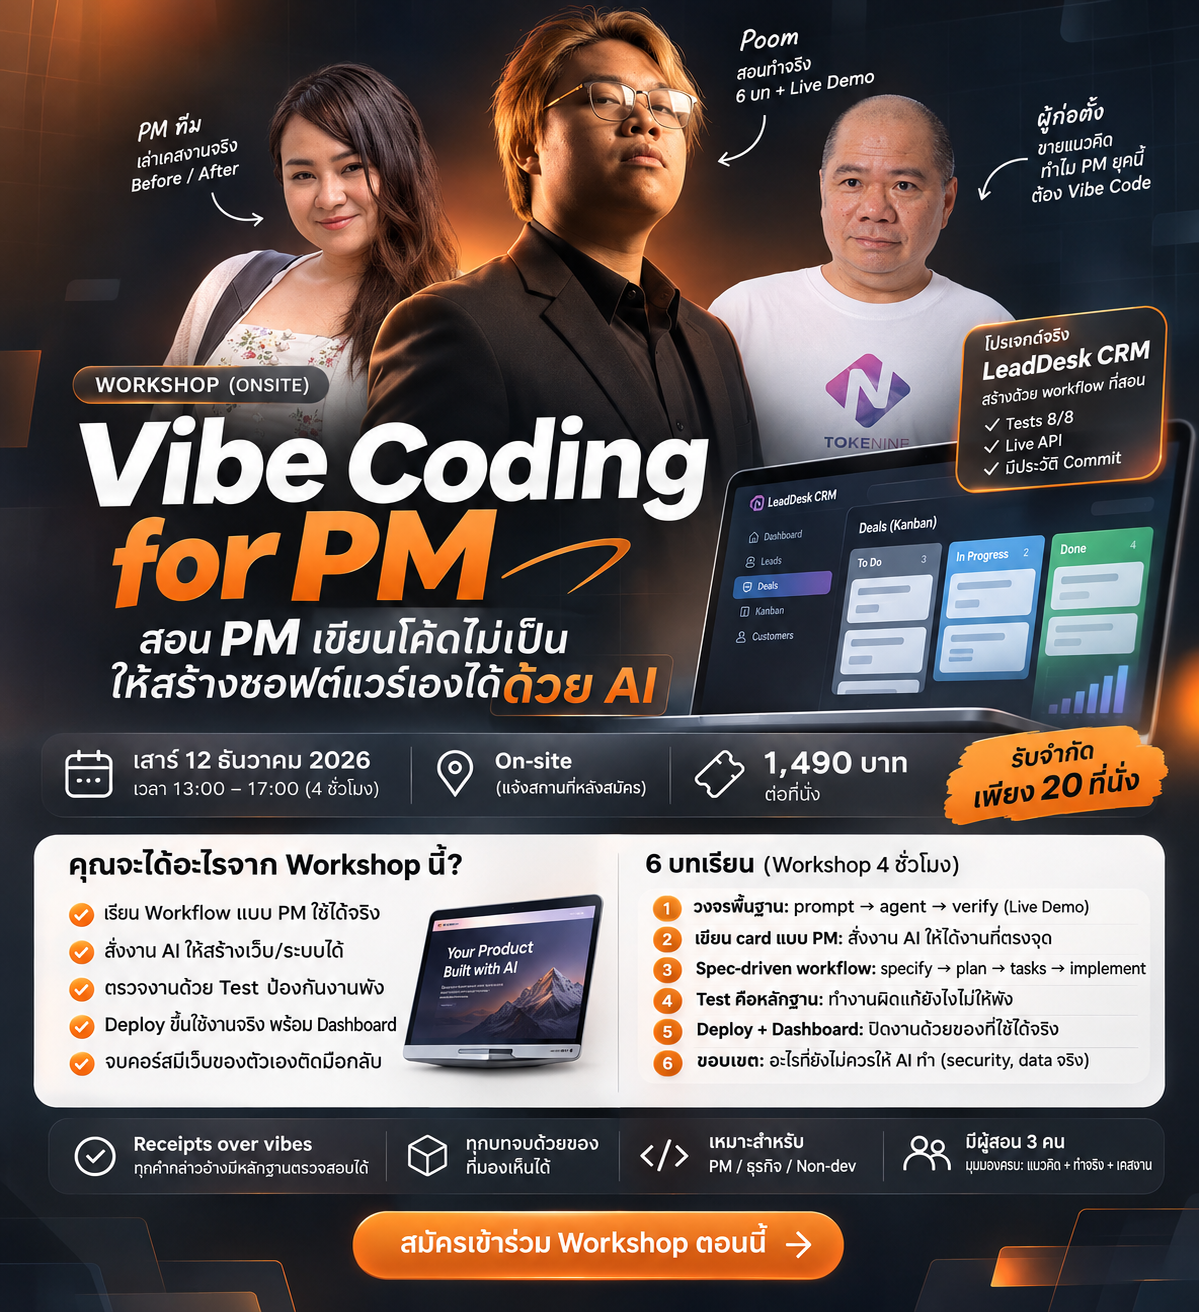 PM ทีม
เล่าเคสงานจริง
Before / After
Poom
สอนทำจริง
6 บท + Live Demo
ผู้ก่อตั้ง
ขายแนวคิด
ทำไม PM ยุคนี้
ต้อง Vibe Code
TOKENINE
โปรเจกต์จริง
LeadDesk CRM
สร้างด้วย workflow ที่สอน
Tests 8/8
Live API
มีประวัติ Commit
WORKSHOP (ONSITE)
Vibe Coding
for PM
สอน PM เขียนโค้ดไม่เป็น
ให้สร้างซอฟต์แวร์เองได้ด้วย AI
LeadDesk CRM
Dashboard
Leads
Deals
Kanban
Customers
Deals (Kanban)
To Do 3
In Progress 2
Done 4
เสาร์ 12 ธันวาคม 2026
เวลา 13:00 – 17:00 (4 ชั่วโมง)
On-site
(แจ้งสถานที่หลังสมัคร)
1,490 บาท
ต่อที่นั่ง
รับจำกัด
เพียง 20 ที่นั่ง
คุณจะได้อะไรจาก Workshop นี้?
เรียน Workflow แบบ PM ใช้ได้จริง
สั่งงาน AI ให้สร้างเว็บ/ระบบได้
ตรวจงานด้วย Test ป้องกันงานพัง
Deploy ขึ้นใช้งานจริง พร้อม Dashboard
จบคอร์สมีเว็บของตัวเองติดมือกลับ
Your Product
Built with AI
6 บทเรียน (Workshop 4 ชั่วโมง)
1 วงจรพื้นฐาน: prompt → agent → verify (Live Demo)
2 เขียน card แบบ PM: สั่งงาน AI ให้ได้งานที่ตรงจุด
3 Spec-driven workflow: specify → plan → tasks → implement
4 Test คือหลักฐาน: ทำงานผิดแก้ยังไงไม่ให้พัง
5 Deploy + Dashboard: ปิดงานด้วยของที่ใช้ได้จริง
6 ขอบเขต: อะไรที่ยังไม่ควรให้ AI ทำ (security, data จริง)
Receipts over vibes
ทุกคำกล่าวอ้างมีหลักฐานตรวจสอบได้
ทุกบทจบด้วยของ
ที่มองเห็นได้
เหมาะสำหรับ
PM / ธุรกิจ / Non-dev
มีผู้สอน 3 คน
มุมมองครบ: แนวคิด + ทำจริง + เคสงาน
สมัครเข้าร่วม Workshop ตอนนี้ →